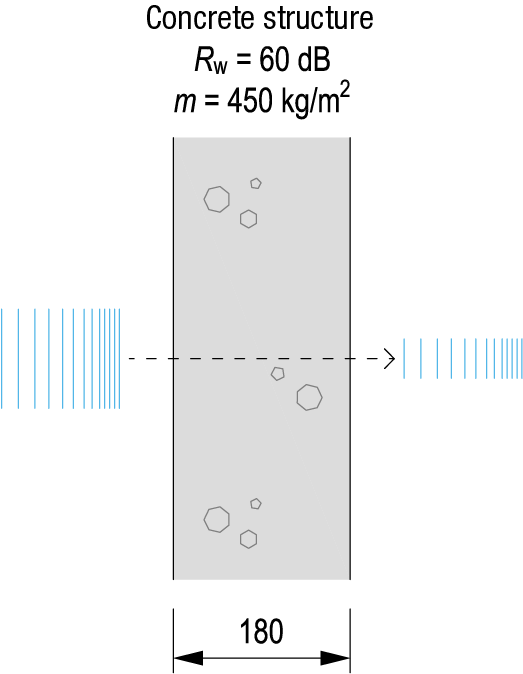 Concrete structure
Rw = 60 dB
m = 450 kg/m²
180